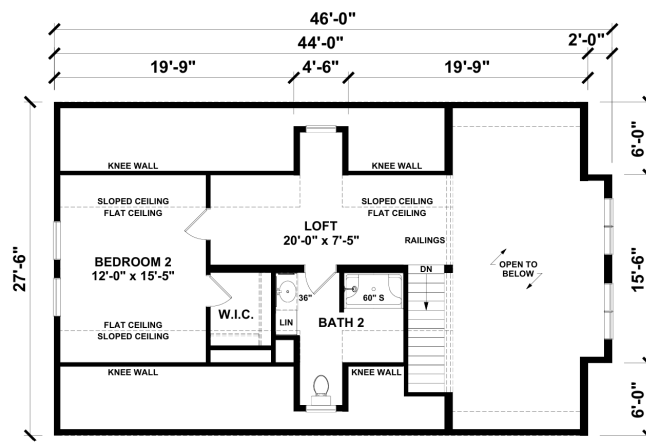 46'-0"
44'-0"
2'-0"
19'-9"
4'-6"
19'-9"
6'-0"
KNEE WALL
KNEE WALL
SLOPED CEILING
FLAT CEILING
SLOPED CEILING
FLAT CEILING
LOFT
20'-0" x 7'-5"
RAILINGS
BEDROOM 2
12'-0" x 15'-5"
OPEN TO
BELOW
DN
27'-6"
15'-6"
36"
60" S
W.I.C.
LIN
BATH 2
FLAT CEILING
SLOPED CEILING
KNEE WALL
KNEE WALL
6'-0"